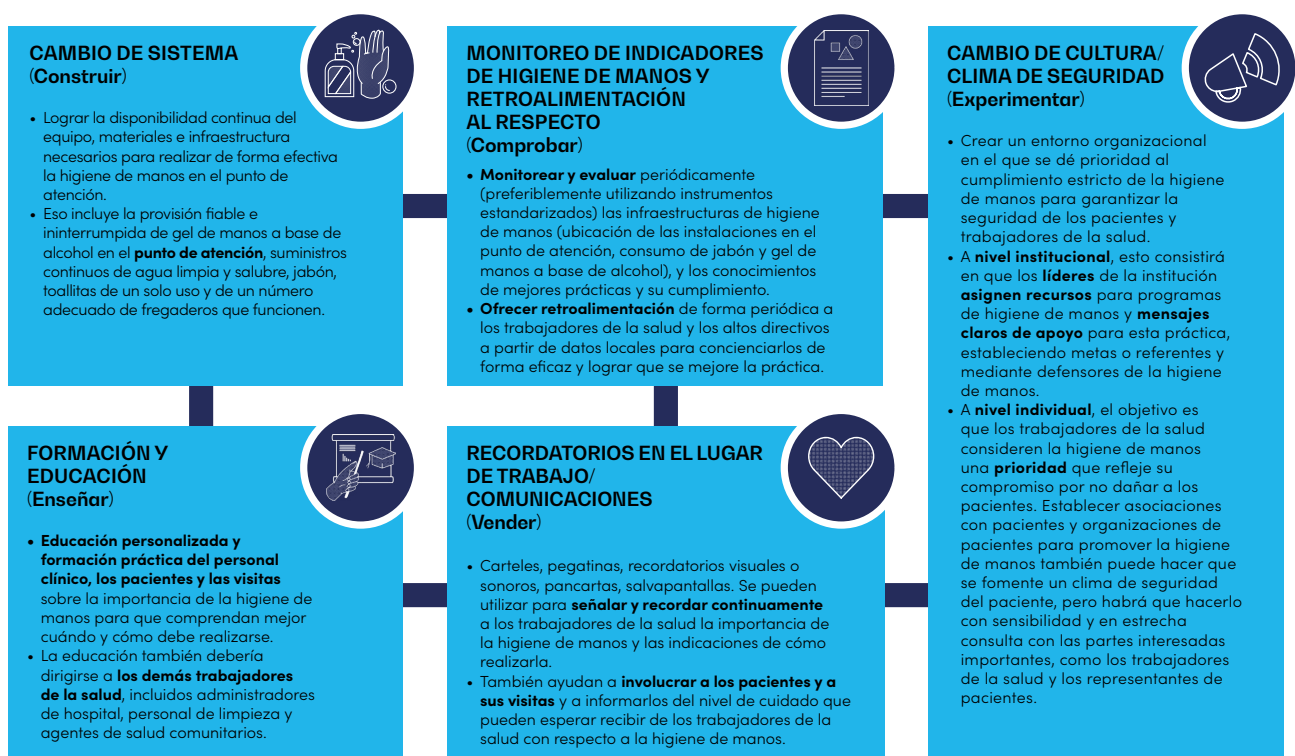 CAMBIO DE SISTEMA
(Construir)
• Lograr la disponibilidad continua del
equipo, materiales e infraestructura
necesarios para realizar de forma efectiva
la higiene de manos en el punto de
atención.
• Eso incluye la provisión fiable e
ininterrumpida de gel de manos a base de
alcohol en el punto de atención, suministros
continuos de agua limpia y salubre, jabón,
toallitas de un solo uso y de un número
adecuado de fregaderos que funcionen.
MONITOREO DE INDICADORES
DE HIGIENE DE MANOS Y
RETROALIMENTACIÓN
AL RESPECTO
(Comprobar)
• Monitorear y evaluar periódicamente
(preferiblemente utilizando instrumentos
estandarizados) las infraestructuras de higiene
de manos (ubicación de las instalaciones en el
punto de atención, consumo de jabón y gel de
manos a base de alcohol), y los conocimientos
de mejores prácticas y su cumplimiento.
• Ofrecer retroalimentación de forma periódica a
los trabajadores de la salud y los altos directivos
a partir de datos locales para concienciarlos de
forma eficaz y lograr que se mejore la práctica.
CAMBIO DE CULTURA/
CLIMA DE SEGURIDAD
(Experimentar)
• Crear un entorno organizacional
en el que se dé prioridad al
cumplimiento estricto de la higiene
de manos para garantizar la
seguridad de los pacientes y
trabajadores de la salud.
• A nivel institucional, esto consistirá
en que los líderes de la institución
asignen recursos para programas
de higiene de manos y mensajes
claros de apoyo para esta práctica,
estableciendo metas o referentes y
mediante defensores de la higiene
de manos.
• A nivel individual, el objetivo es
que los trabajadores de la salud
consideren la higiene de manos
una prioridad que refleje su
compromiso por no dañar a los
pacientes. Establecer asociaciones
con pacientes y organizaciones de
pacientes para promover la higiene
de manos también puede hacer que
se fomente un clima de seguridad
del paciente, pero habrá que hacerlo
con sensibilidad y en estrecha
consulta con las partes interesadas
importantes, como los trabajadores
de la salud y los representantes de
pacientes.
FORMACIÓN Y
EDUCACIÓN
(Enseñar)
• Educación personalizada y
formación práctica del personal
clínico, los pacientes y las visitas
sobre la importancia de la higiene de
manos para que comprendan mejor
cuándo y cómo debe realizarse.
• La educación también debería
dirigirse a los demás trabajadores
de la salud, incluidos administradores
de hospital, personal de limpieza y
agentes de salud comunitarios.
RECORDATORIOS EN EL LUGAR
DE TRABAJO/
COMUNICACIONES
(Vender)
• Carteles, pegatinas, recordatorios visuales o
sonoros, pancartas, salvapantallas. Se pueden
utilizar para señalar y recordar continuamente
a los trabajadores de la salud la importancia de
la higiene de manos y las indicaciones de cómo
realizarla.
• También ayudan a involucrar a los pacientes y a
sus visitas y a informarlos del nivel de cuidado que
pueden esperar recibir de los trabajadores de la
salud con respecto a la higiene de manos.